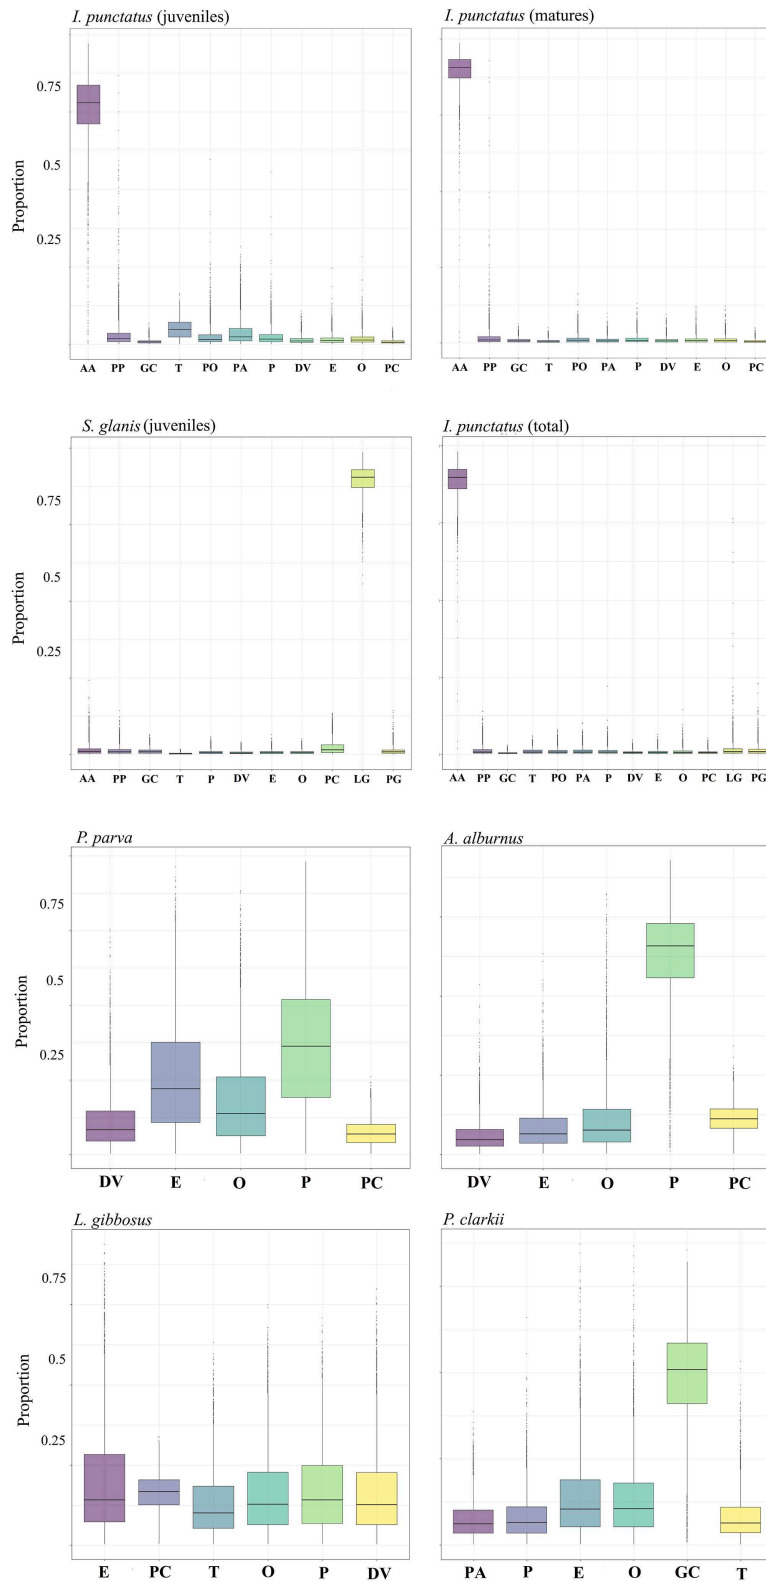 I. punctatus (juveniles)
I. punctatus (matures)
Proportion
0.75
0.5
0.25
AA PP GC T PO PA P DV E O PC
AA PP GC T PO PA P DV E O PC
S. glanis (juveniles)
I. punctatus (total)
Proportion
0.75
0.5
0.25
AA PP GC T P DV E O PC LG PG
AA PP GC T PO PA P DV E O PC LG PG
P. parva
A. alburnus
Proportion
0.75
0.5
0.25
DV E O P PC
DV E O P PC
L. gibbosus
P. clarkii
Proportion
0.75
0.5
0.25
E PC T O P DV
PA P E O GC T